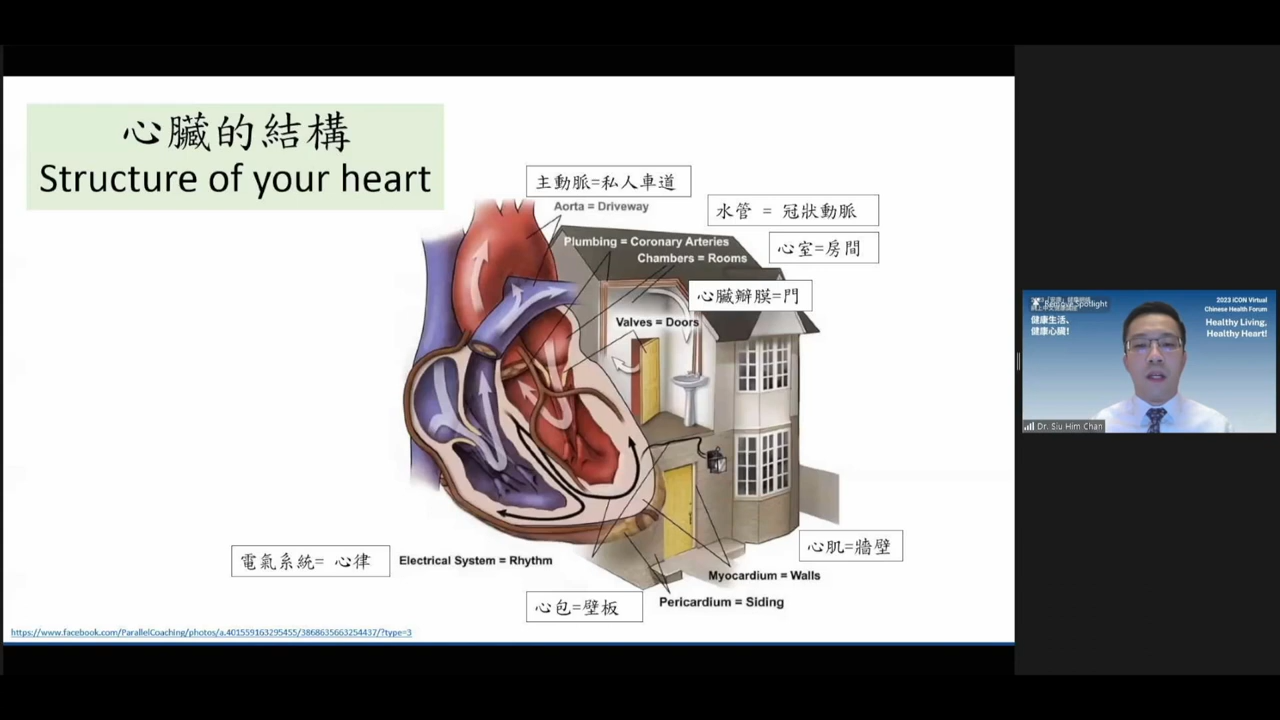 心臟的結構
Structure of your heart
主動脈=私人車道
Aorta = Driveway
水管 = 冠狀動脈
Plumbing = Coronary Arteries
心室=房間
Chambers = Rooms
心臟瓣膜=門
Valves = Doors
電氣系統= 心律
Electrical System = Rhythm
心肌=牆壁
Myocardium = Walls
心包=壁板
Pericardium = Siding
https://www.facebook.com/ParallelCoaching/photos/a.401559163295455/3868635663254437/?type=3
2023 iCON Virtual
Chinese Health Forum
Healthy Living,
Healthy Heart!
健康生活、
健康心臟!
Dr. Siu Him Chan